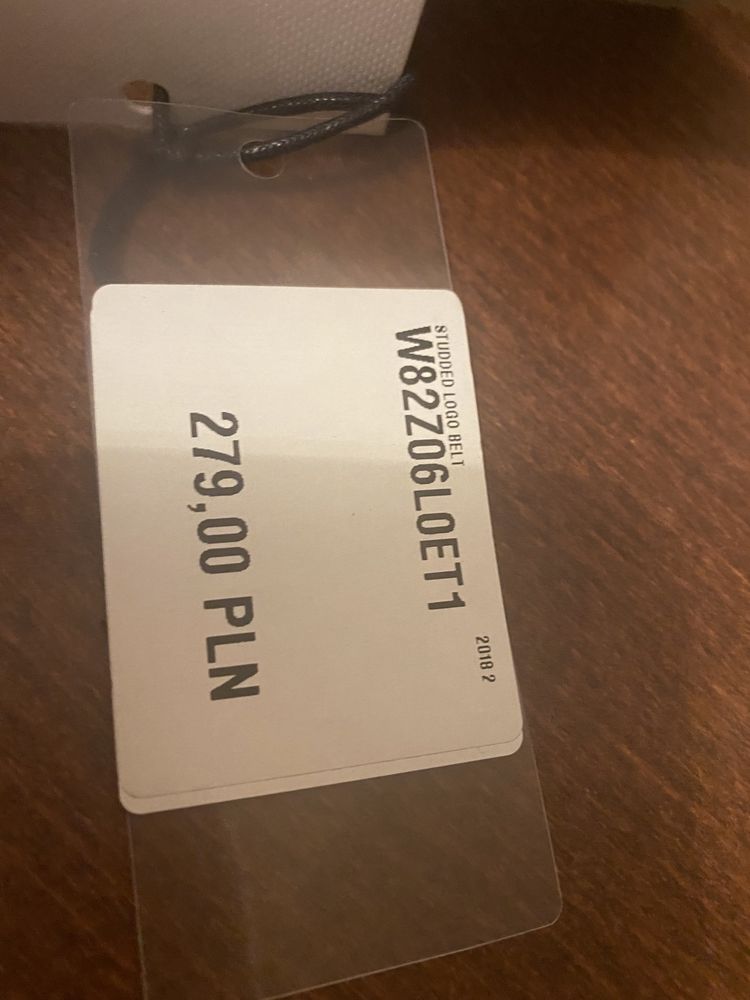 STUDDED LOGO BELT
W82Z06L0ET1
2018 2
279,00 PLN